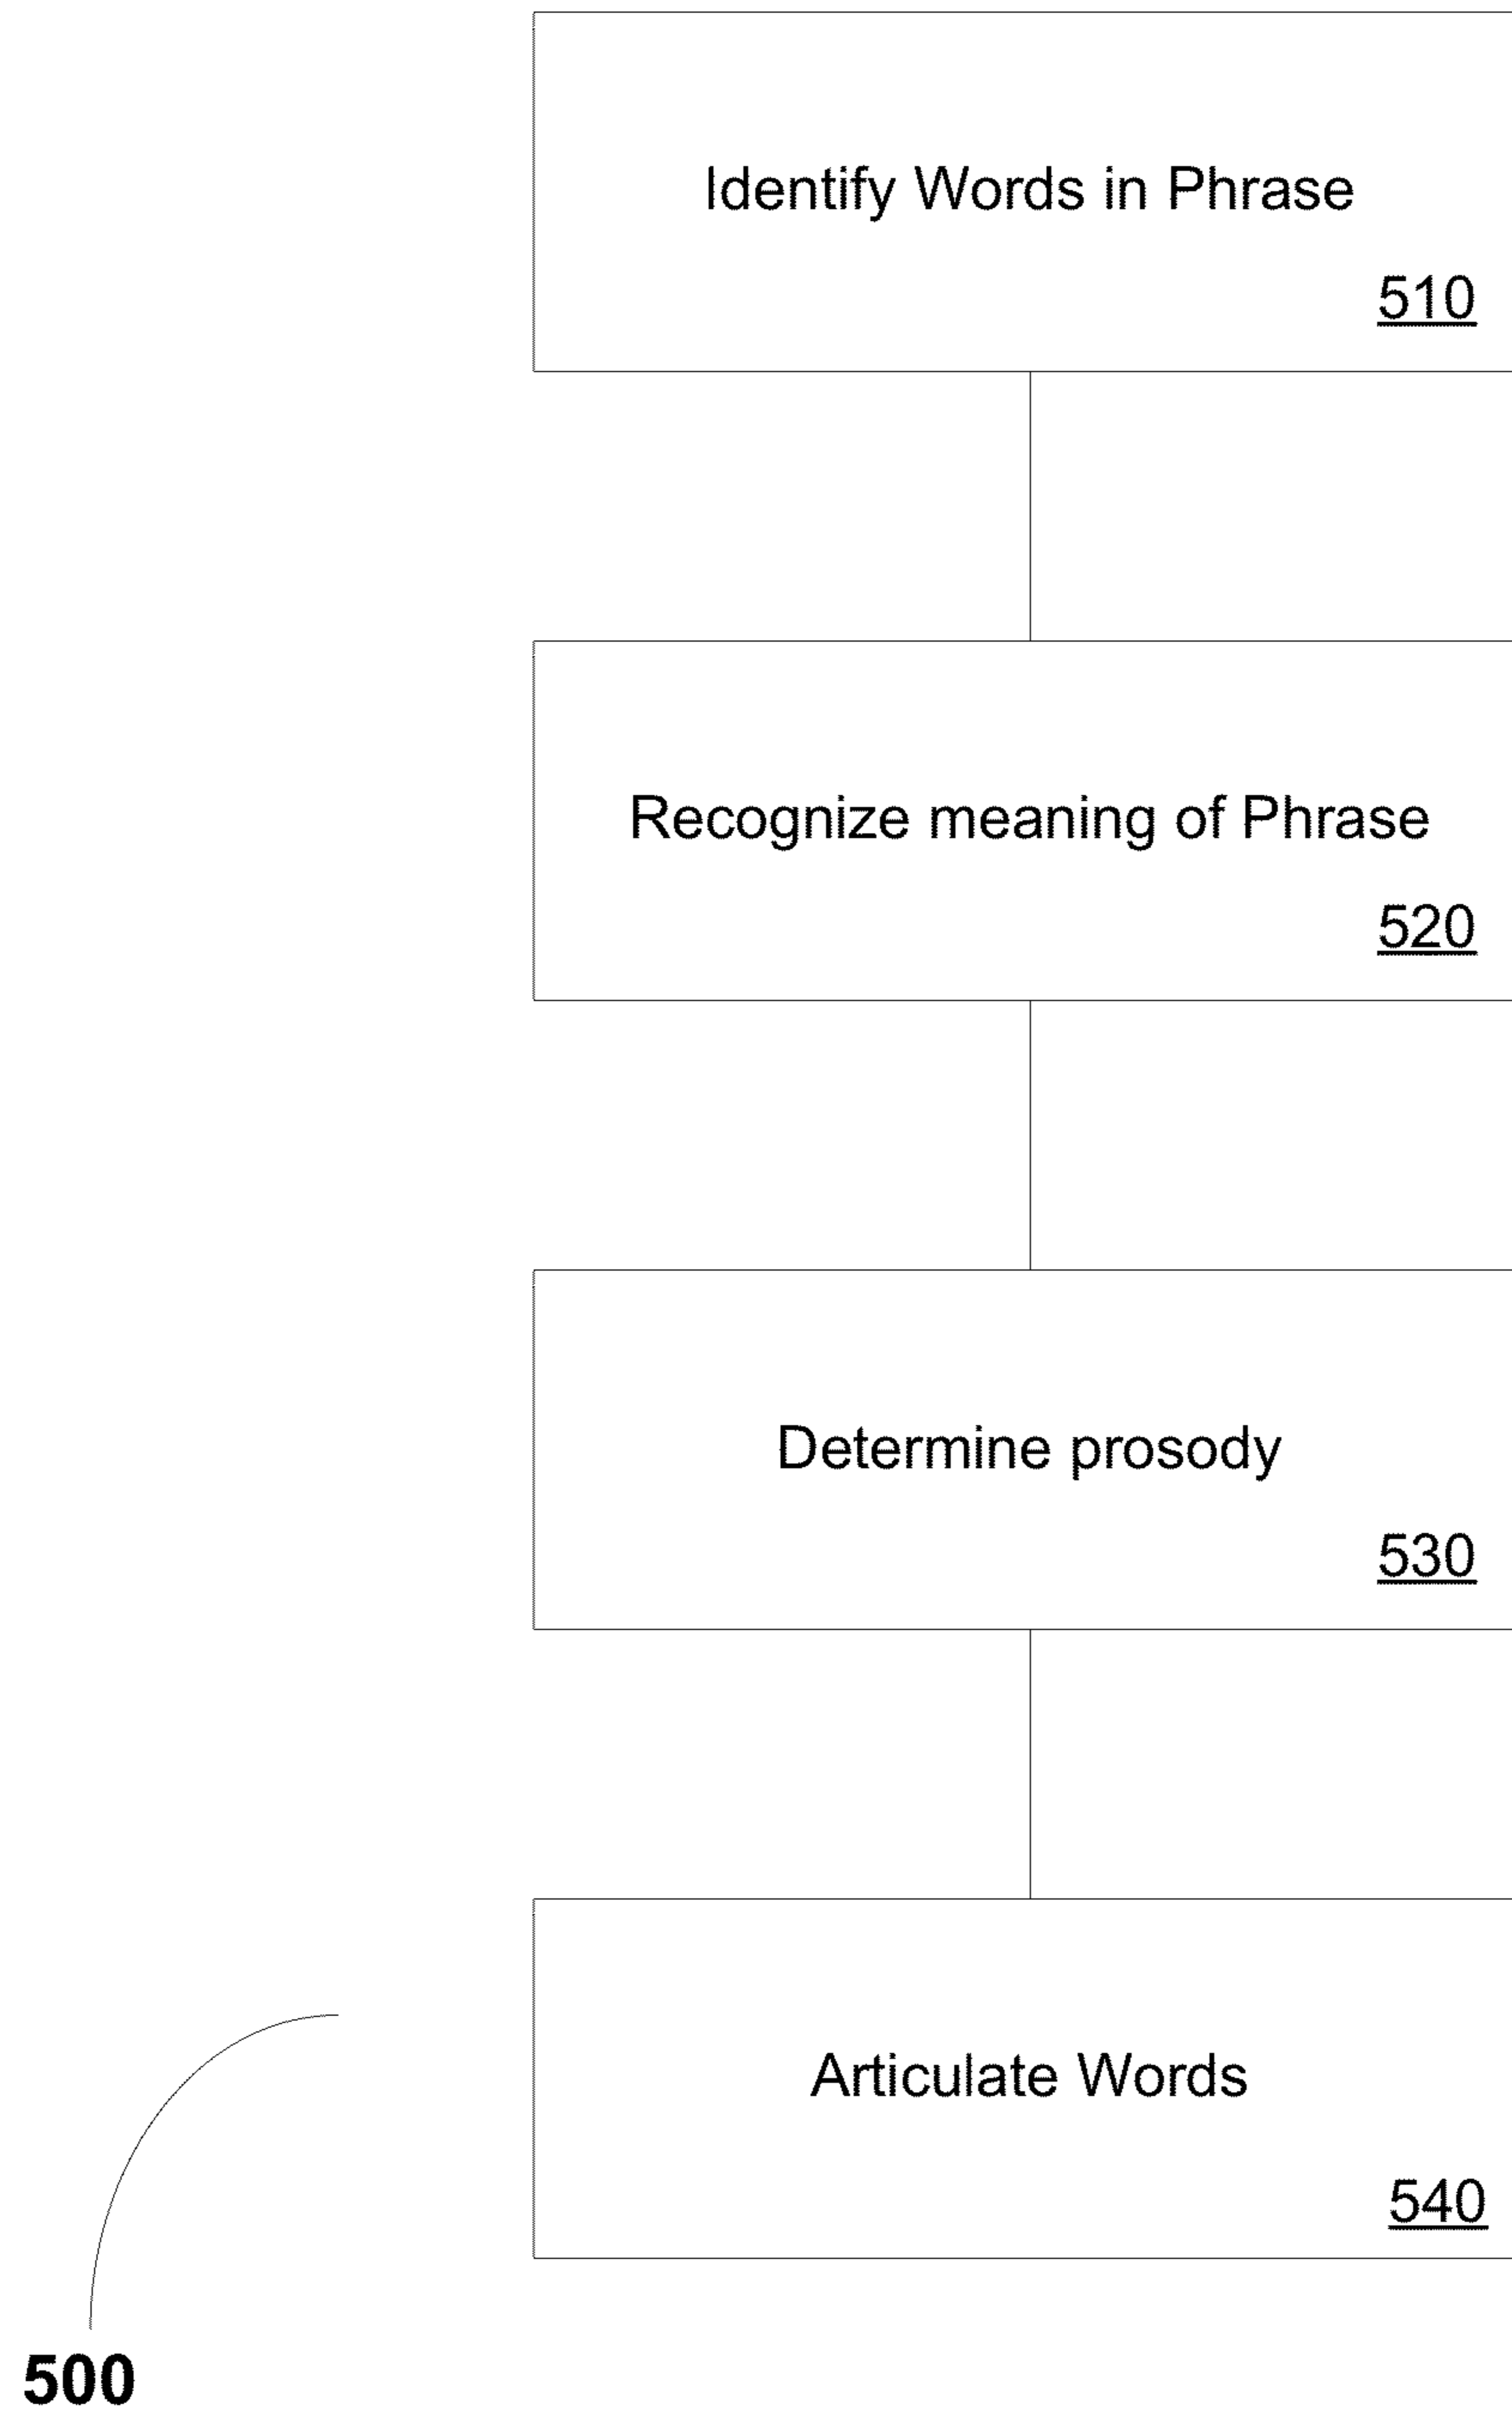 Identify Words in Phrase
510
Recognize meaning of Phrase
520
Determine prosody
530
Articulate Words
540
500